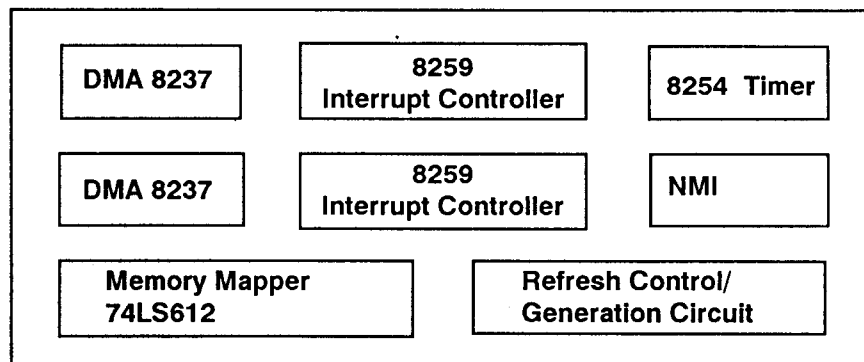 DMA 8237
8259
Interrupt Controller
8254 Timer
DMA 8237
8259
Interrupt Controller
NMI
Memory Mapper
74LS612
Refresh Control/
Generation Circuit